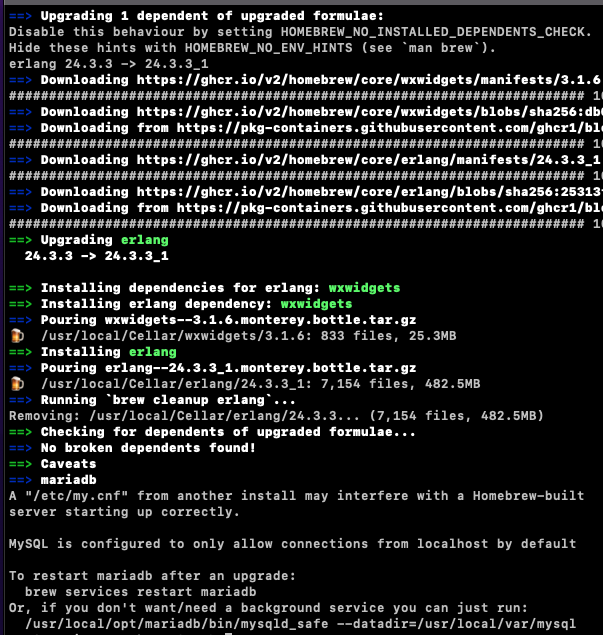 ==> Upgrading 1 dependent of upgraded formulae:
Disable this behaviour by setting HOMEBREW_NO_INSTALLED_DEPENDENTS_CHECK.
Hide these hints with HOMEBREW_NO_ENV_HINTS (see `man brew`).
erlang 24.3.3 -> 24.3.3_1
==> Downloading https://ghcr.io/v2/homebrew/core/wxwidgets/manifests/3.1.6
######################################################################## 10
==> Downloading https://ghcr.io/v2/homebrew/core/wxwidgets/blobs/sha256:db
==> Downloading from https://pkg-containers.githubusercontent.com/ghcr1/bl
######################################################################## 10
==> Downloading https://ghcr.io/v2/homebrew/core/erlang/manifests/24.3.3_1
######################################################################## 10
==> Downloading https://ghcr.io/v2/homebrew/core/erlang/blobs/sha256:25313
==> Downloading from https://pkg-containers.githubusercontent.com/ghcr1/bl
######################################################################## 10
==> Upgrading erlang
  24.3.3 -> 24.3.3_1
==> Installing dependencies for erlang: wxwidgets
==> Installing erlang dependency: wxwidgets
==> Pouring wxwidgets--3.1.6.monterey.bottle.tar.gz
🍺 /usr/local/Cellar/wxwidgets/3.1.6: 833 files, 25.3MB
==> Installing erlang
==> Pouring erlang--24.3.3_1.monterey.bottle.tar.gz
🍺 /usr/local/Cellar/erlang/24.3.3_1: 7,154 files, 482.5MB
==> Running `brew cleanup erlang`...
Removing: /usr/local/Cellar/erlang/24.3.3... (7,154 files, 482.5MB)
==> Checking for dependents of upgraded formulae...
==> No broken dependents found!
==> Caveats
==> mariadb
A "/etc/my.cnf" from another install may interfere with a Homebrew-built
server starting up correctly.
MySQL is configured to only allow connections from localhost by default
To restart mariadb after an upgrade:
  brew services restart mariadb
Or, if you don't want/need a background service you can just run:
  /usr/local/opt/mariadb/bin/mysqld_safe --datadir=/usr/local/var/mysql